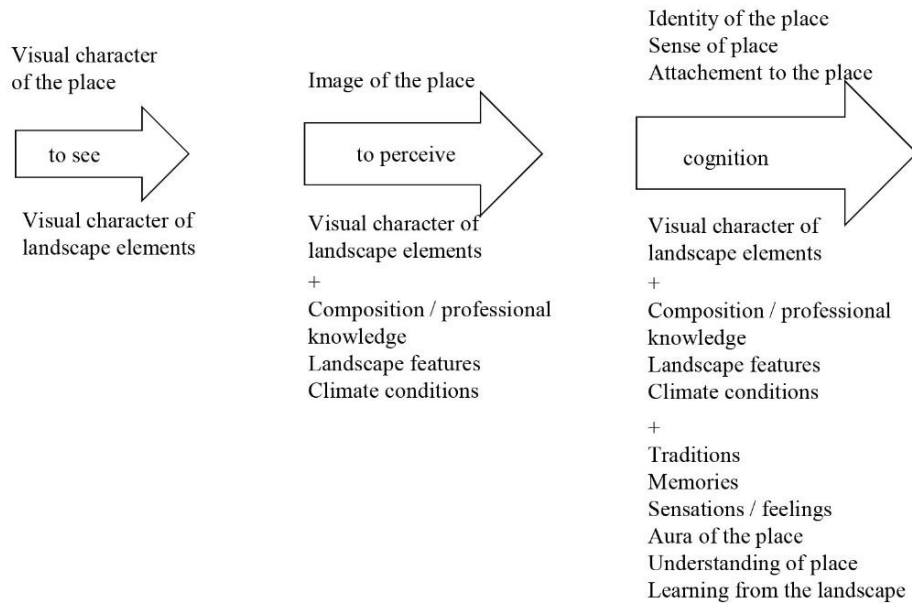 Visual character
of the place
to see
Visual character of
landscape elements
Image of the place
to perceive
Visual character of
landscape elements
+
Composition / professional
knowledge
Landscape features
Climate conditions
Identity of the place
Sense of place
Attachement to the place
cognition
Visual character of
landscape elements
+
Composition / professional
knowledge
Landscape features
Climate conditions
+
Traditions
Memories
Sensations / feelings
Aura of the place
Understanding of place
Learning from the landscape